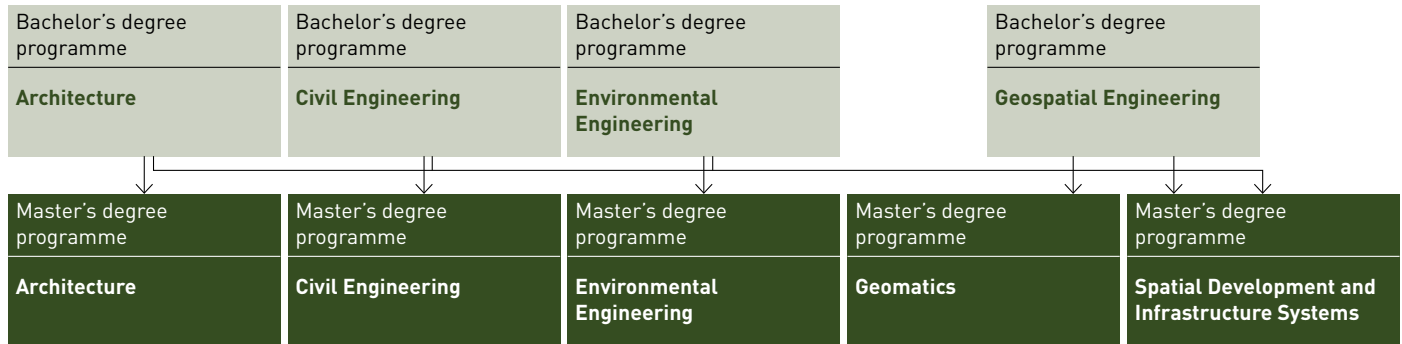 Bachelor’s degree
programme
Architecture
Bachelor’s degree
programme
Civil Engineering
Bachelor’s degree
programme
Environmental
Engineering
Bachelor’s degree
programme
Geospatial Engineering
Master’s degree
programme
Architecture
Master’s degree
programme
Civil Engineering
Master’s degree
programme
Environmental
Engineering
Master’s degree
programme
Geomatics
Master’s degree
programme
Spatial Development and
Infrastructure Systems